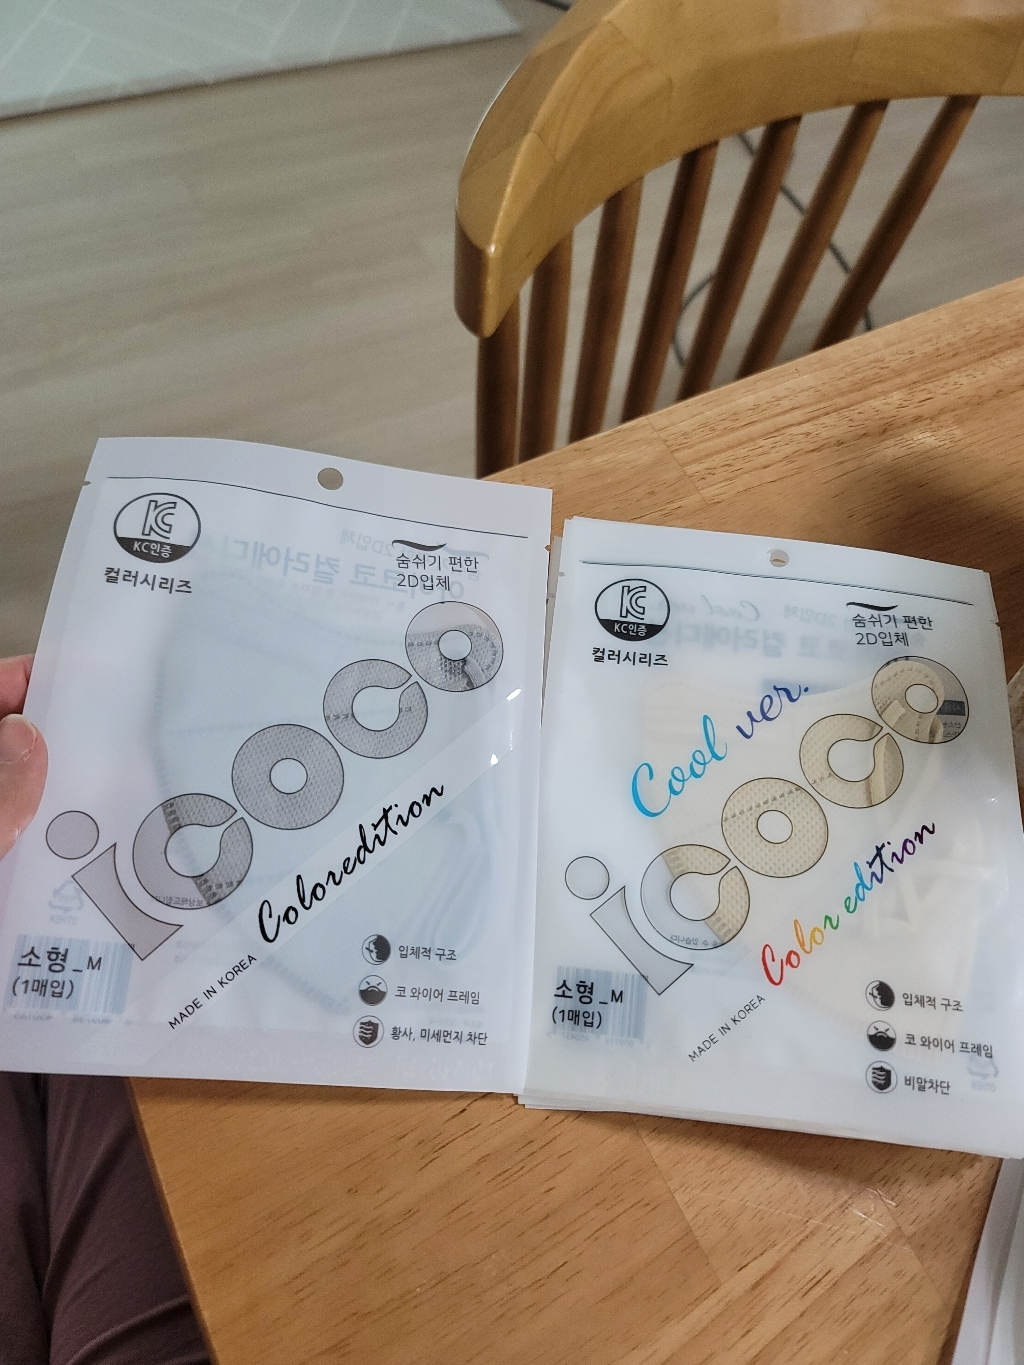 KC인증
컬러시리즈
숨쉬기 편한
2D입체
icoco
Coloredition
MADE IN KOREA
소형_M
(1매입)
입체적 구조
코 와이어 프레임
황사, 미세먼지 차단
KC인증
컬러시리즈
숨쉬기 편한
2D입체
Cool ver.
icoco
Color edition
MADE IN KOREA
소형_M
(1매입)
입체적 구조
코 와이어 프레임
비말차단